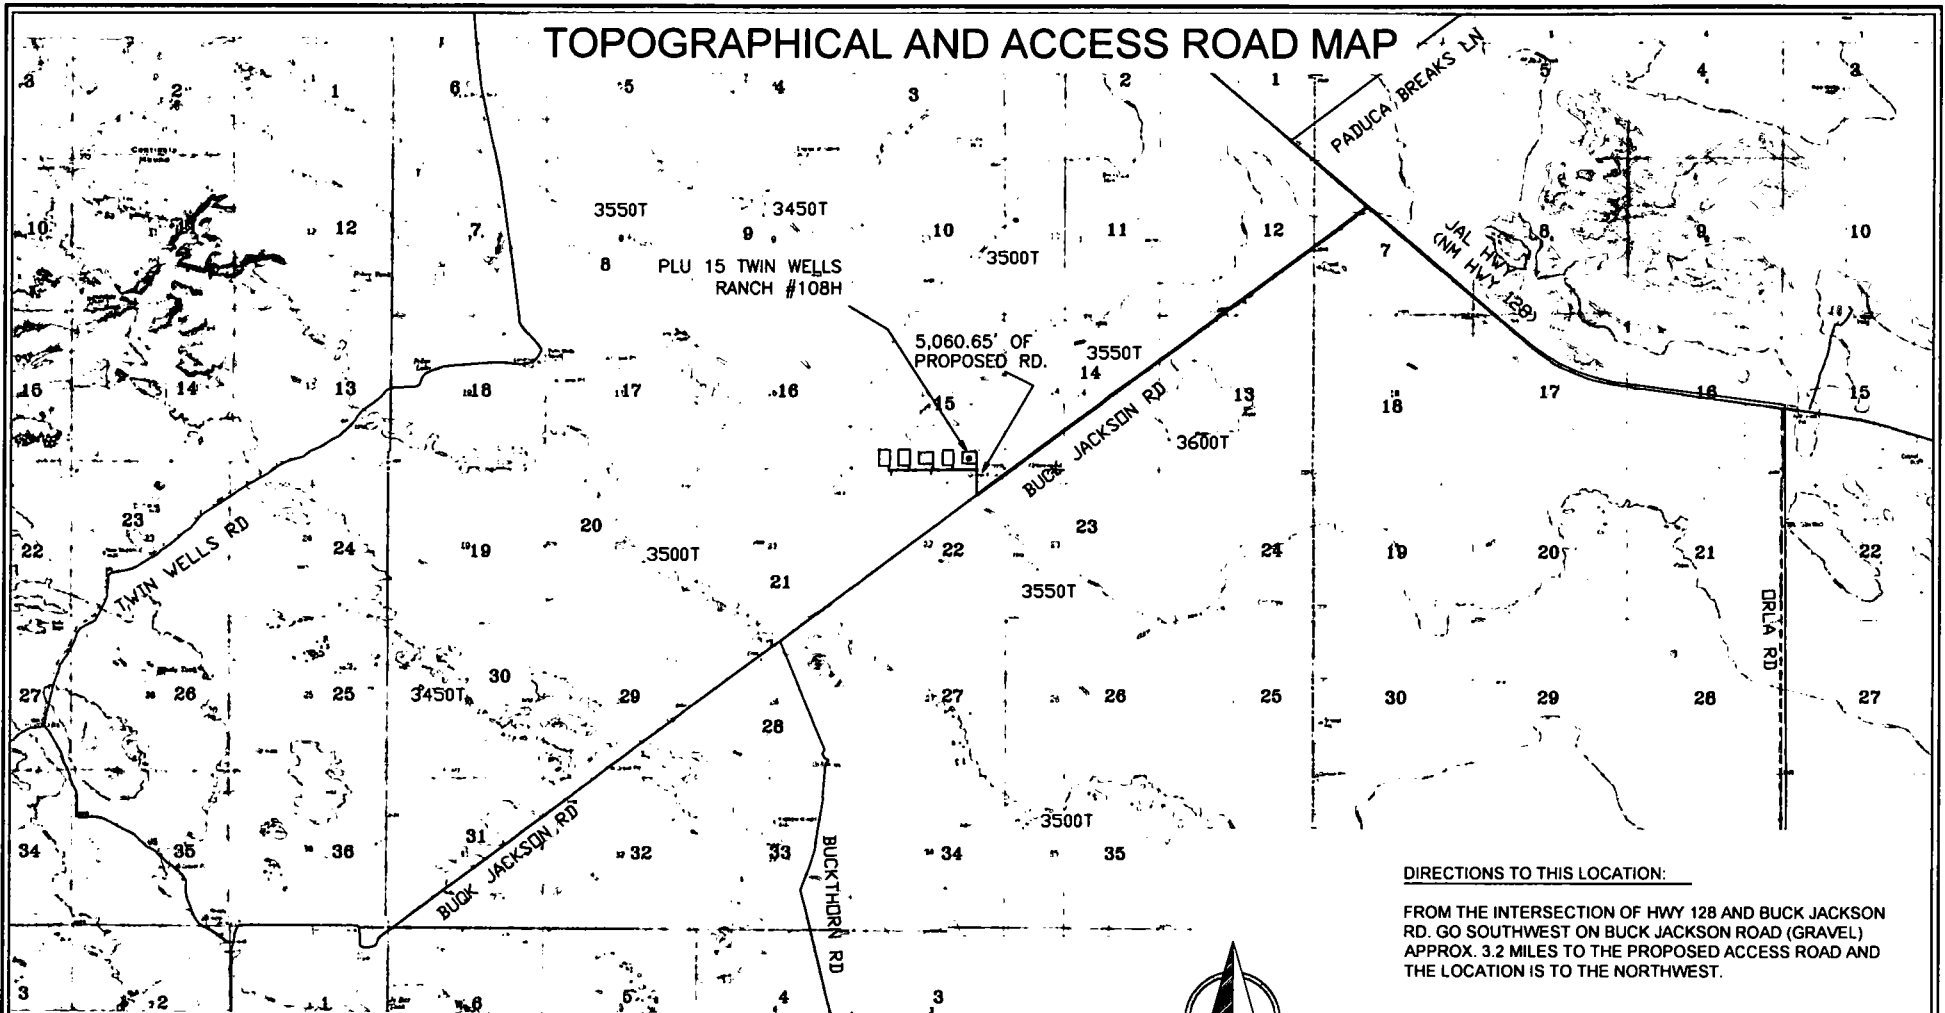 TOPOGRAPHICAL AND ACCESS ROAD MAP
PADUCA BREAKS LN
3 2 1 6 5 4 3 2 1 5 4 3
3550T 3450T
10 12 7 9 10 11 12 7 8 9 10
JAL HWY
(NM HWY 128)
8
3500T
PLU 15 TWIN WELLS
RANCH #108H
5,060.65' OF
PROPOSED RD.
3550T
14
15 14 13 18 17 16 15 13 18 17 16 15
BUCK JACKSON RD
3600T
23 20 23
22 24 19 22 24 19 20 21 22
TWIN WELLS RD
3500T
21
3550T
ORLA RD
30
27 26 25 29 27 26 25 30 29 28 27
3450T
28
3500T
31
34 35 36 32 33 34 35
BUCK JACKSON RD
BUCKTHORN RD
DIRECTIONS TO THIS LOCATION:
FROM THE INTERSECTION OF HWY 128 AND BUCK JACKSON
RD. GO SOUTHWEST ON BUCK JACKSON ROAD (GRAVEL)
APPROX. 3.2 MILES TO THE PROPOSED ACCESS ROAD AND
THE LOCATION IS TO THE NORTHWEST.
3 2 1 6 5 4 3